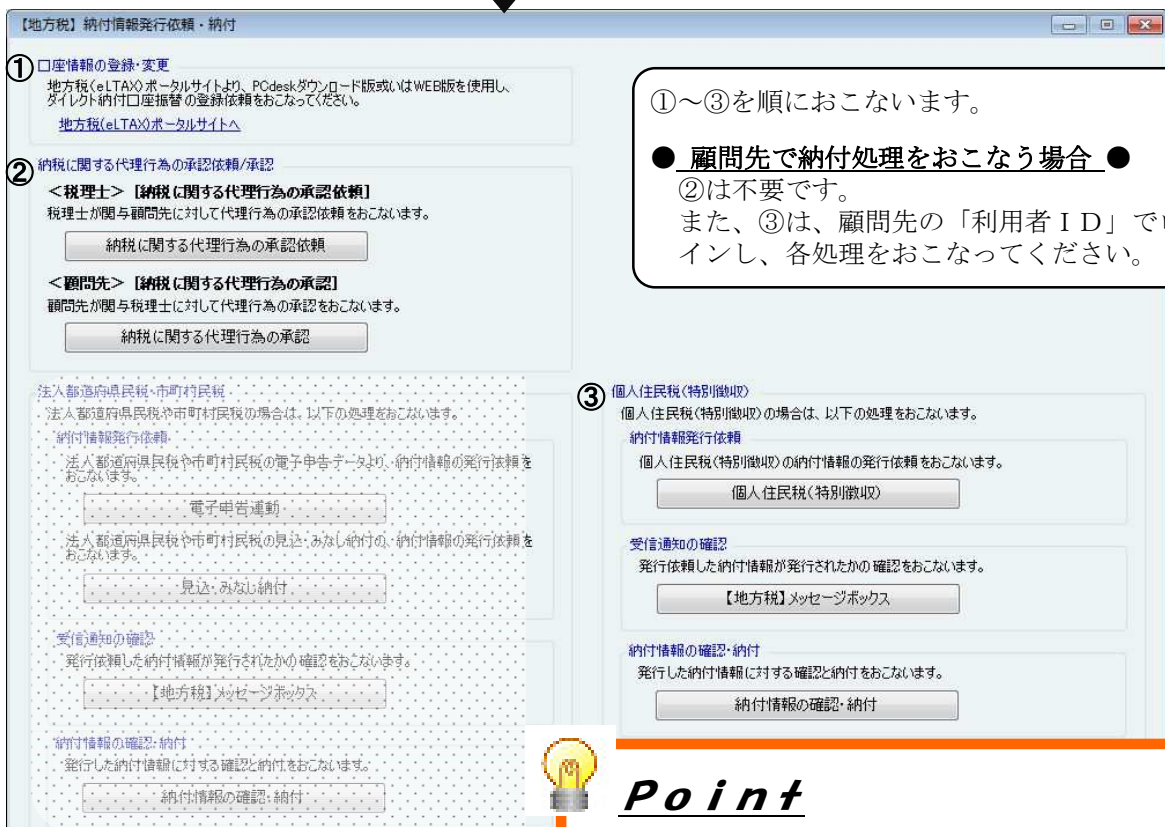 【地方税】納付情報発行依頼・納付
①
口座情報の登録・変更
地方税(eLTAX)ポータルサイトより、PCdeskダウンロード版或いはWEB版を使用し、
ダイレクト納付口座振替の登録依頼をおこなってください。
地方税(eLTAX)ポータルサイトへ
①～③を順におこないます。
● 顧問先で納付処理をおこなう場合 ●
②は不要です。
また、③は、顧問先の「利用者ＩＤ」で
インし、各処理をおこなってください。
②
納税に関する代理行為の承認依頼/承認
＜税理士＞ [納税に関する代理行為の承認依頼]
税理士が関与顧問先に対して代理行為の承認依頼をおこないます。
納税に関する代理行為の承認依頼
＜顧問先＞ [納税に関する代理行為の承認]
顧問先が関与税理士に対して代理行為の承認をおこないます。
納税に関する代理行為の承認
法人都道府県民税・市町村民税
法人都道府県民税や市町村民税の場合は、以下の処理をおこないます。
納付情報発行依頼
法人都道府県民税や市町村民税の電子申告データより、納付情報の発行依頼を
おこないます。
電子申告連動
法人都道府県民税や市町村民税の見込・みなし納付の、納付情報の発行依頼を
おこないます。
見込・みなし納付
受信通知の確認
発行依頼した納付情報が発行されたかの確認をおこないます。
【地方税】メッセージボックス
納付情報の確認・納付
発行した納付情報に対する確認と納付をおこないます。
納付情報の確認・納付
③
個人住民税(特別徴収)
個人住民税(特別徴収)の場合は、以下の処理をおこないます。
納付情報発行依頼
個人住民税(特別徴収)の納付情報の発行依頼をおこないます。
個人住民税(特別徴収)
受信通知の確認
発行依頼した納付情報が発行されたかの確認をおこないます。
【地方税】メッセージボックス
納付情報の確認・納付
発行した納付情報に対する確認と納付をおこないます。
納付情報の確認・納付
Point